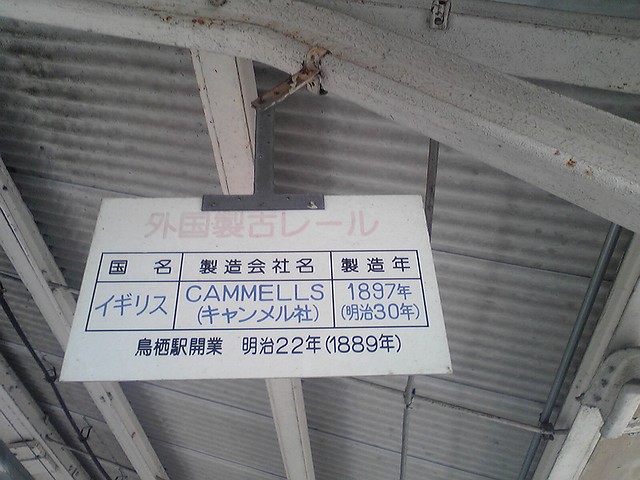 外国製古レール
国 名 製造会社名 製造年
イギリス CAMMELLS 1897年
(キャンメル社) (明治30年)
鳥栖駅開業 明治22年(1889年)